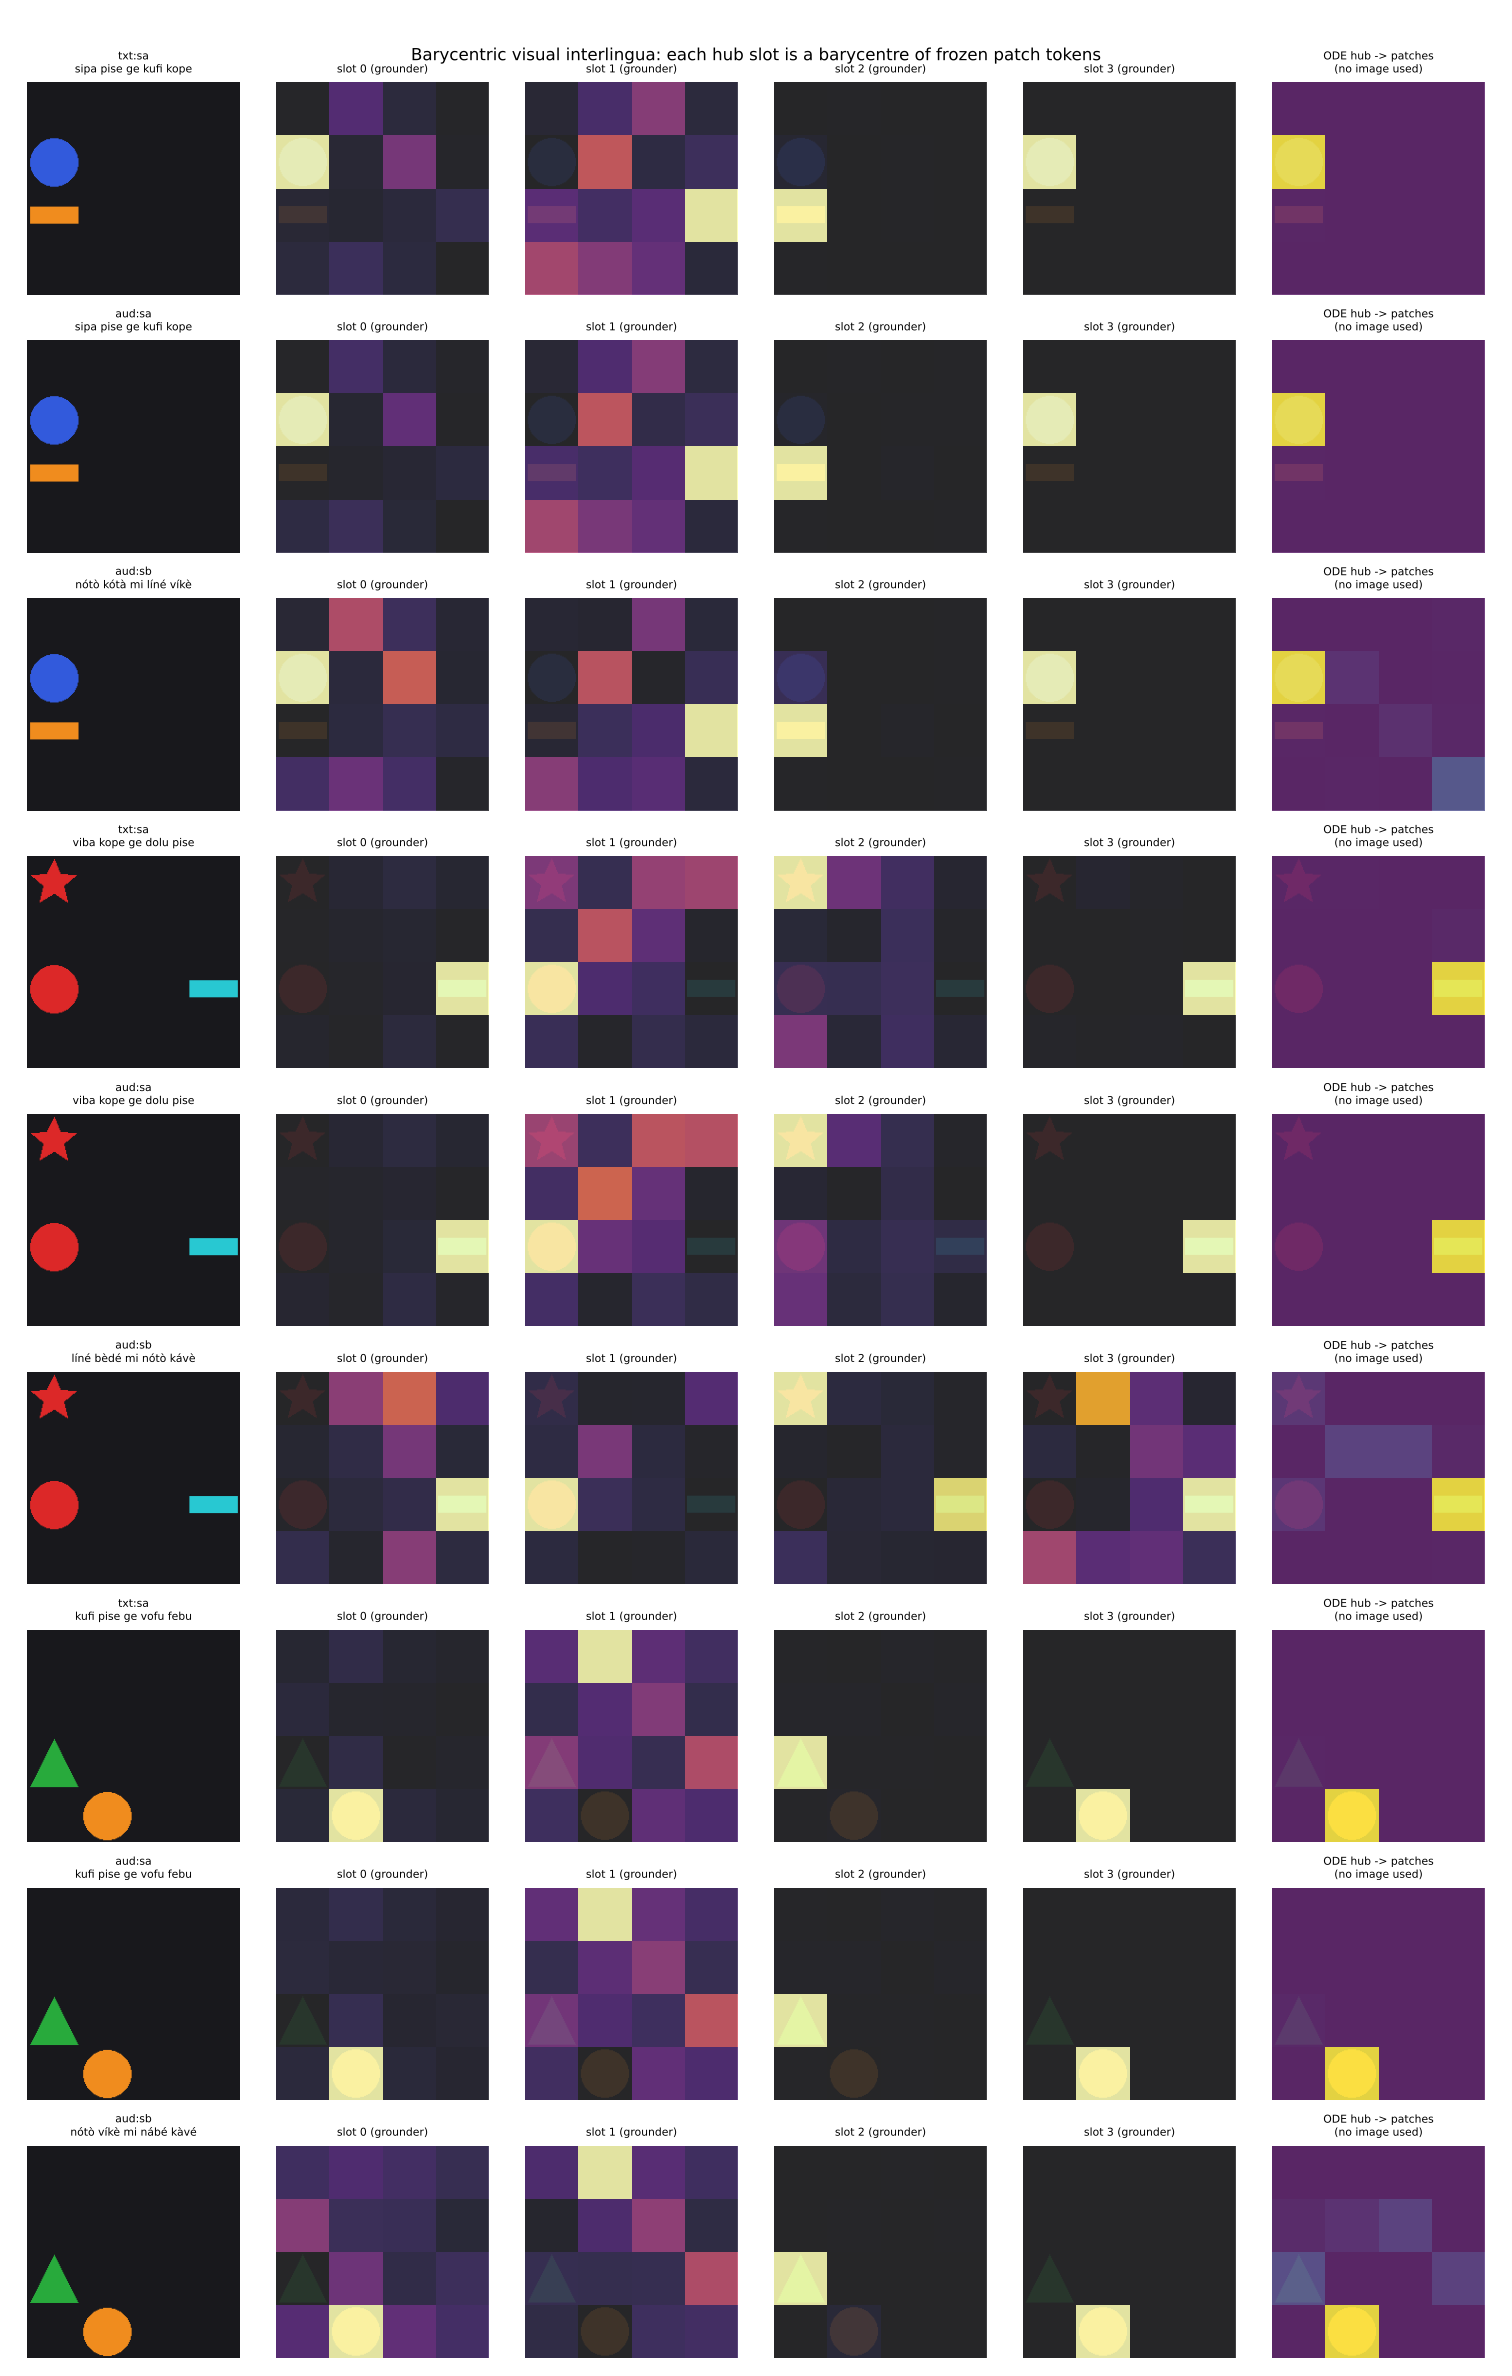 Barycentric visual interlingua: each hub slot is a barycentre of frozen patch tokens
txt:sa
sipa pise ge kufi kope
slot 0 (grounder)
slot 1 (grounder)
slot 2 (grounder)
slot 3 (grounder)
ODE hub -> patches
(no image used)
aud:sa
sipa pise ge kufi kope
slot 0 (grounder)
slot 1 (grounder)
slot 2 (grounder)
slot 3 (grounder)
ODE hub -> patches
(no image used)
aud:sb
nótò kótà mi líné víkè
slot 0 (grounder)
slot 1 (grounder)
slot 2 (grounder)
slot 3 (grounder)
ODE hub -> patches
(no image used)
txt:sa
viba kope ge dolu pise
slot 0 (grounder)
slot 1 (grounder)
slot 2 (grounder)
slot 3 (grounder)
ODE hub -> patches
(no image used)
aud:sa
viba kope ge dolu pise
slot 0 (grounder)
slot 1 (grounder)
slot 2 (grounder)
slot 3 (grounder)
ODE hub -> patches
(no image used)
aud:sb
líné bèdé mi nótò kávè
slot 0 (grounder)
slot 1 (grounder)
slot 2 (grounder)
slot 3 (grounder)
ODE hub -> patches
(no image used)
txt:sa
kufi pise ge vofu febu
slot 0 (grounder)
slot 1 (grounder)
slot 2 (grounder)
slot 3 (grounder)
ODE hub -> patches
(no image used)
aud:sa
kufi pise ge vofu febu
slot 0 (grounder)
slot 1 (grounder)
slot 2 (grounder)
slot 3 (grounder)
ODE hub -> patches
(no image used)
aud:sb
nótò víkè mi nábé kàvé
slot 0 (grounder)
slot 1 (grounder)
slot 2 (grounder)
slot 3 (grounder)
ODE hub -> patches
(no image used)